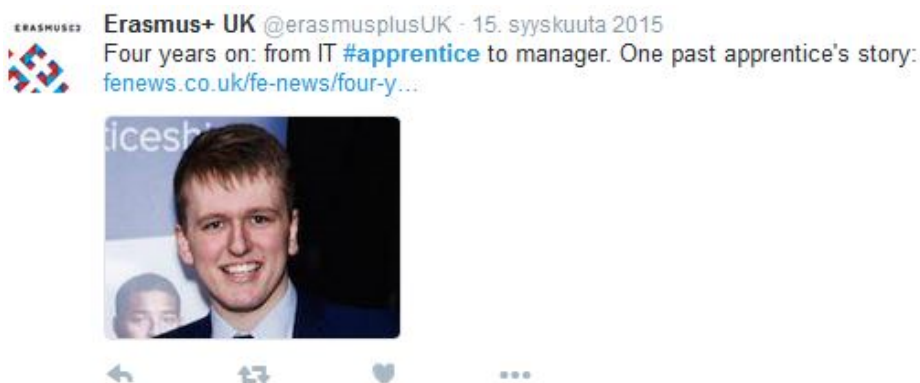 ERASMUS+
Erasmus+ UK @erasmusplusUK · 15. syyskuuta 2015
Four years on: from IT #apprentice to manager. One past apprentice's story:
fenews.co.uk/fe-news/four-y…
ticeshi